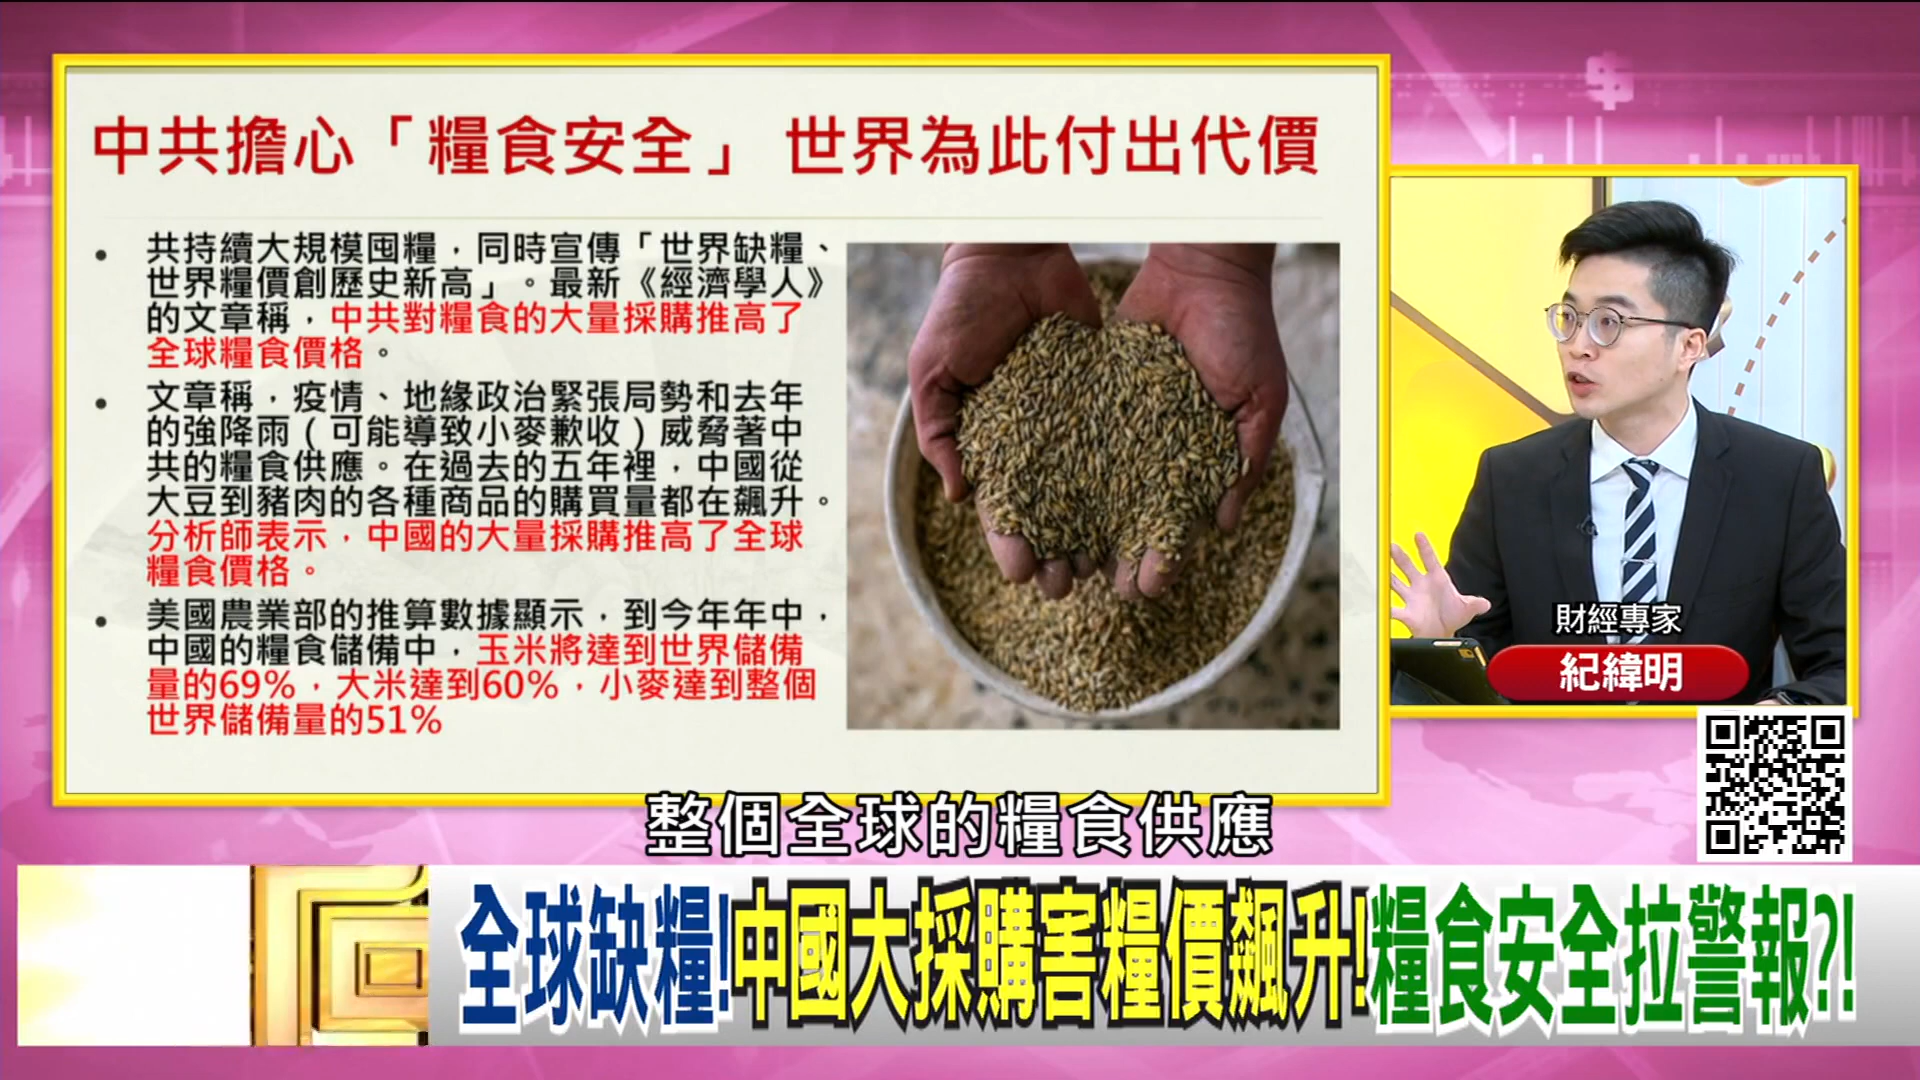 中共擔心「糧食安全」 世界為此付出代價
• 共持續大規模囤糧，同時宣傳「世界缺糧、
世界糧價創歷史新高」。最新《經濟學人》
的文章稱，中共對糧食的大量採購推高了
全球糧食價格。
• 文章稱，疫情、地緣政治緊張局勢和去年
的強降雨（可能導致小麥歉收）威脅著中
共的糧食供應。在過去的五年裡，中國從
大豆到豬肉的各種商品的購買量都在飆升。
分析師表示，中國的大量採購推高了全球
糧食價格。
• 美國農業部的推算數據顯示，到今年年中，
中國的糧食儲備中，玉米將達到世界儲備
量的69%，大米達到60%，小麥達到整個
世界儲備量的51%
財經專家
紀緯明
整個全球的糧食供應
全球缺糧!中國大採購害糧價飆升!糧食安全拉警報?!